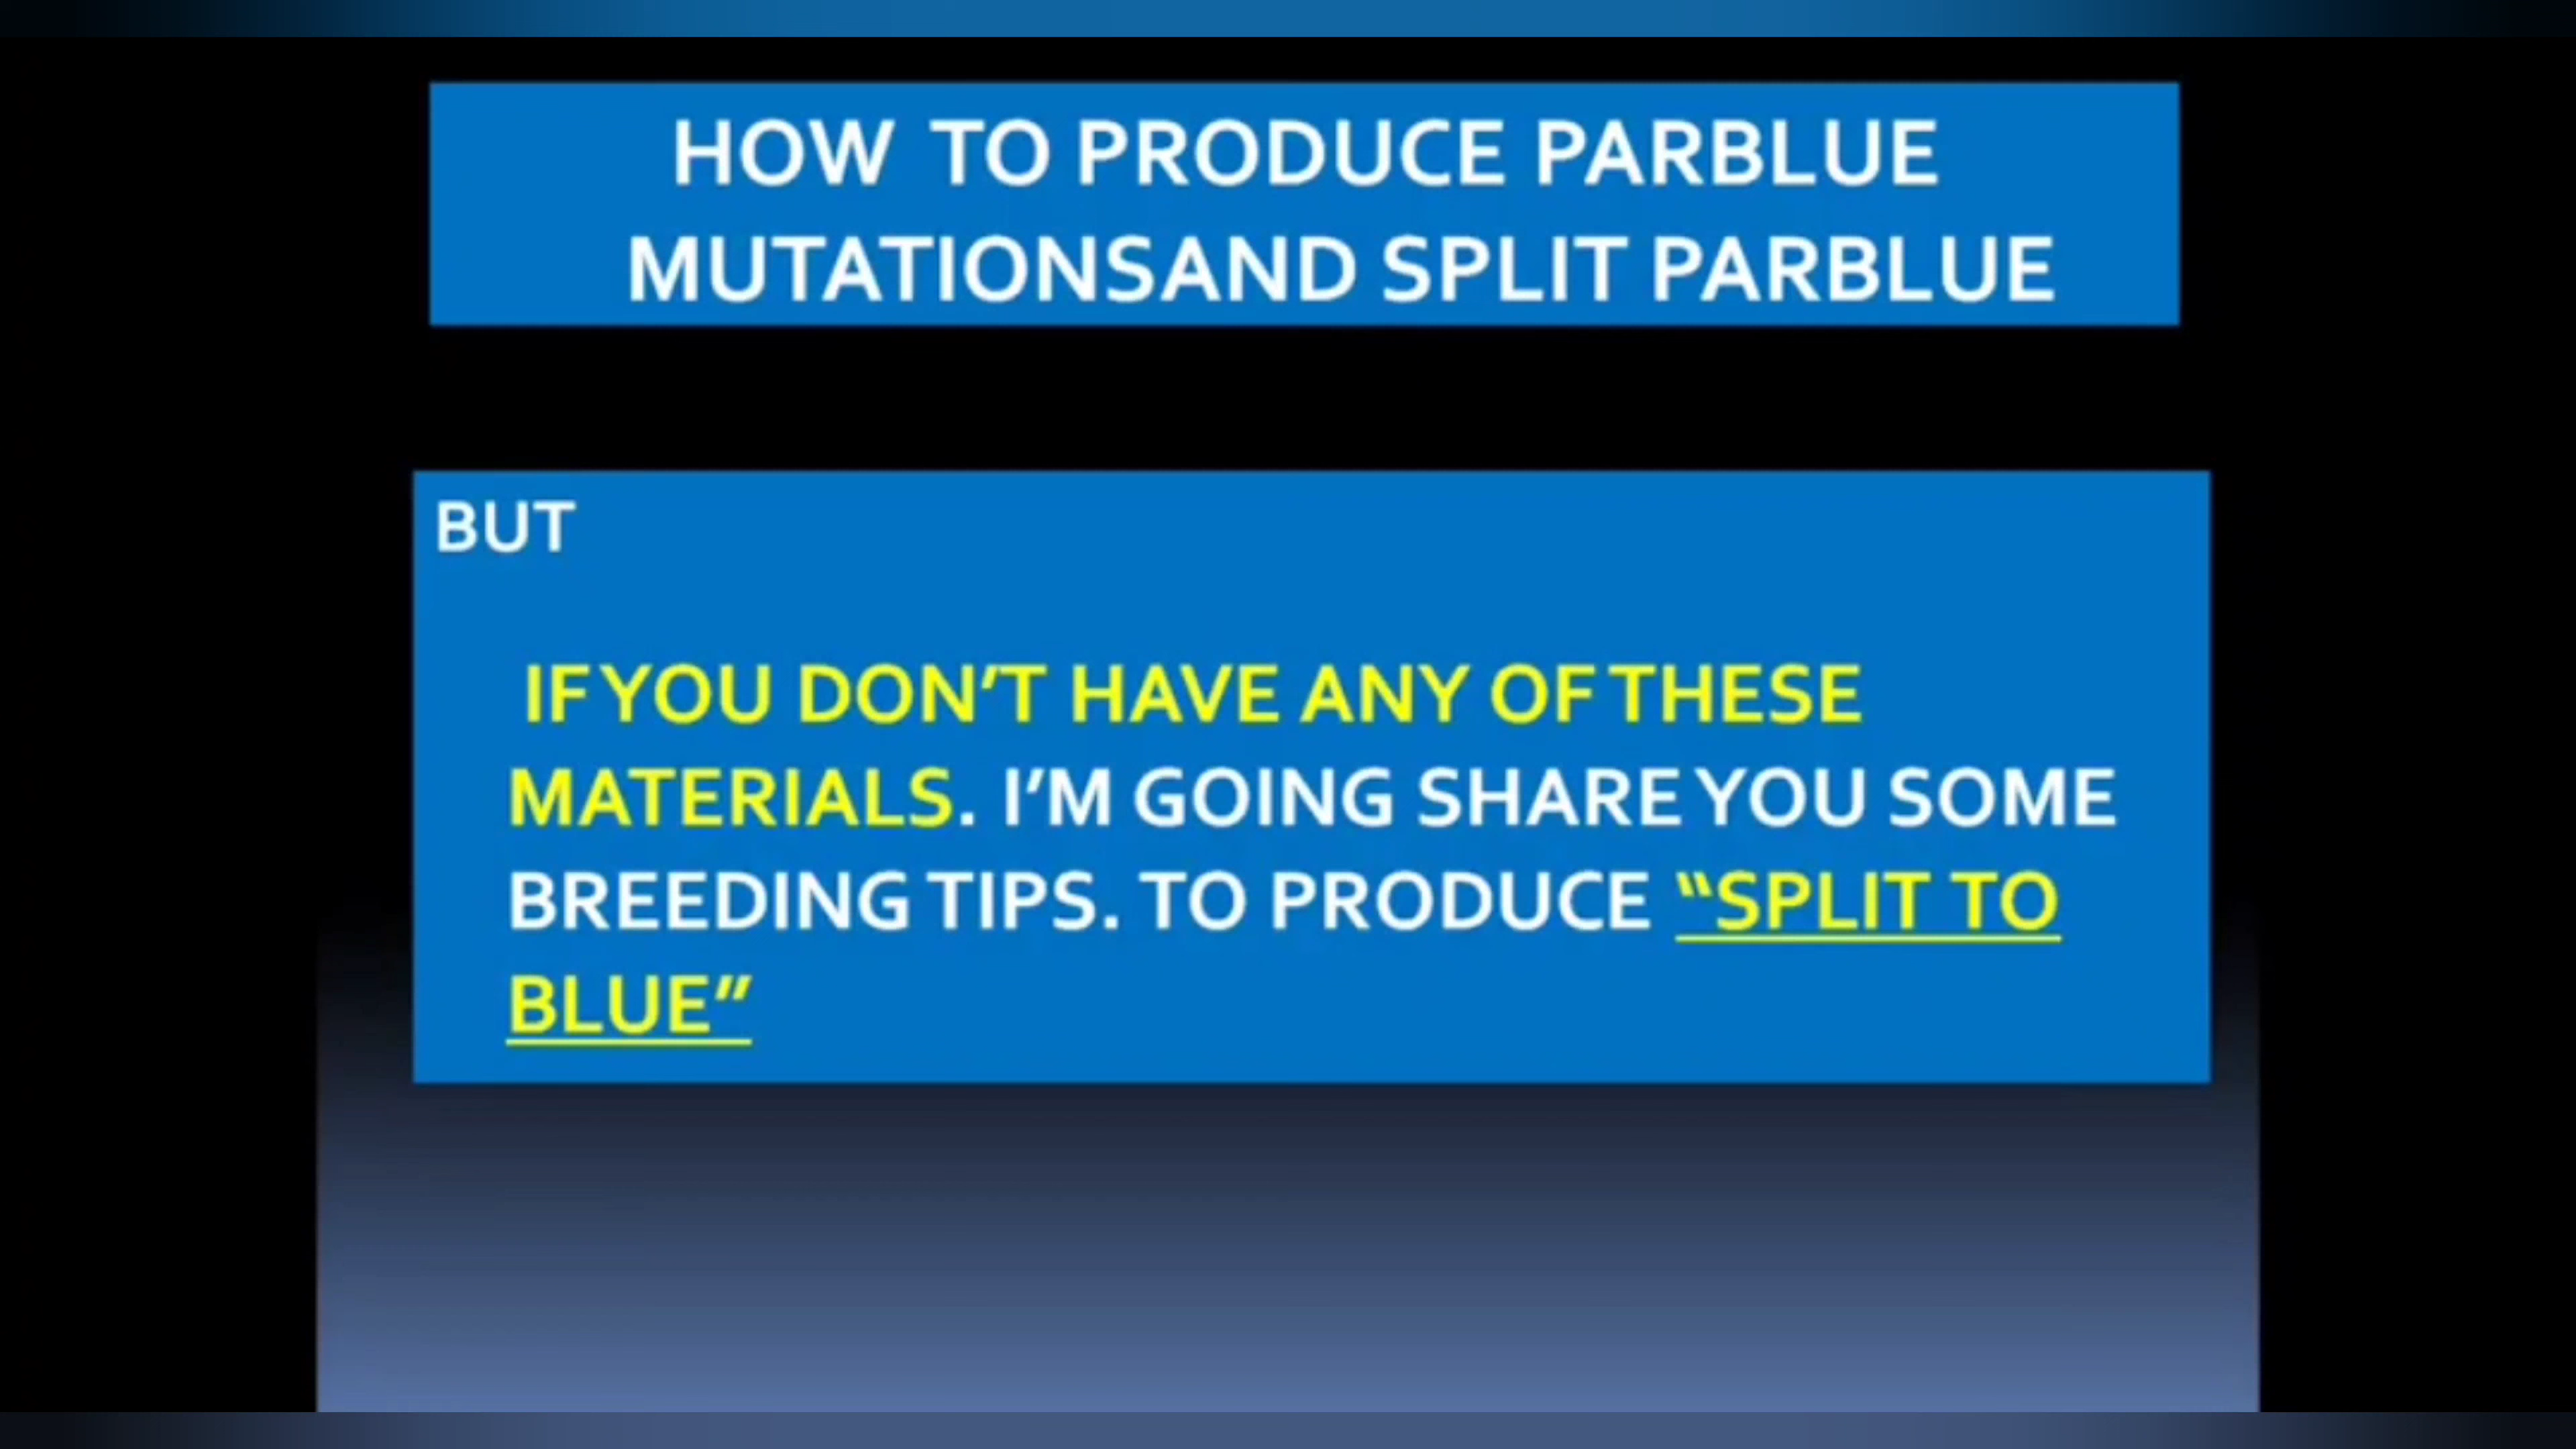 HOW TO PRODUCE PARBLUE
MUTATIONSAND SPLIT PARBLUE
BUT
IF YOU DON'T HAVE ANY OF THESE
MATERIALS. I'M GOING SHARE YOU SOME
BREEDING TIPS. TO PRODUCE “SPLIT TO
BLUE”